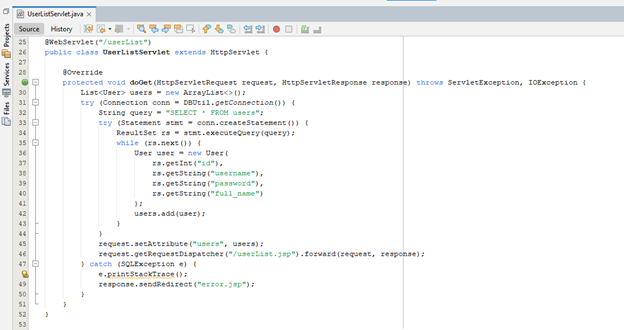 UserListServlet.java
Source History
Projects
Services
Files
25 @WebServlet("/userList")
26 public class UserListServlet extends HttpServlet {
27
28     @Override
       protected void doGet(HttpServletRequest request, HttpServletResponse response) throws ServletException, IOException {
30         List<User> users = new ArrayList<>();
31         try (Connection conn = DBUtil.getConnection()) {
32             String query = "SELECT * FROM users";
33             try (Statement stmt = conn.createStatement()) {
34                 ResultSet rs = stmt.executeQuery(query);
35                 while (rs.next()) {
36                     User user = new User(
37                         rs.getInt("id"),
38                         rs.getString("username"),
39                         rs.getString("password"),
40                         rs.getString("full_name")
41                     );
42                     users.add(user);
43                 }
44             }
45             request.setAttribute("users", users);
46             request.getRequestDispatcher("/userList.jsp").forward(request, response);
47         } catch (SQLException e) {
               e.printStackTrace();
49             response.sendRedirect("error.jsp");
50         }
51     }
52 }
53